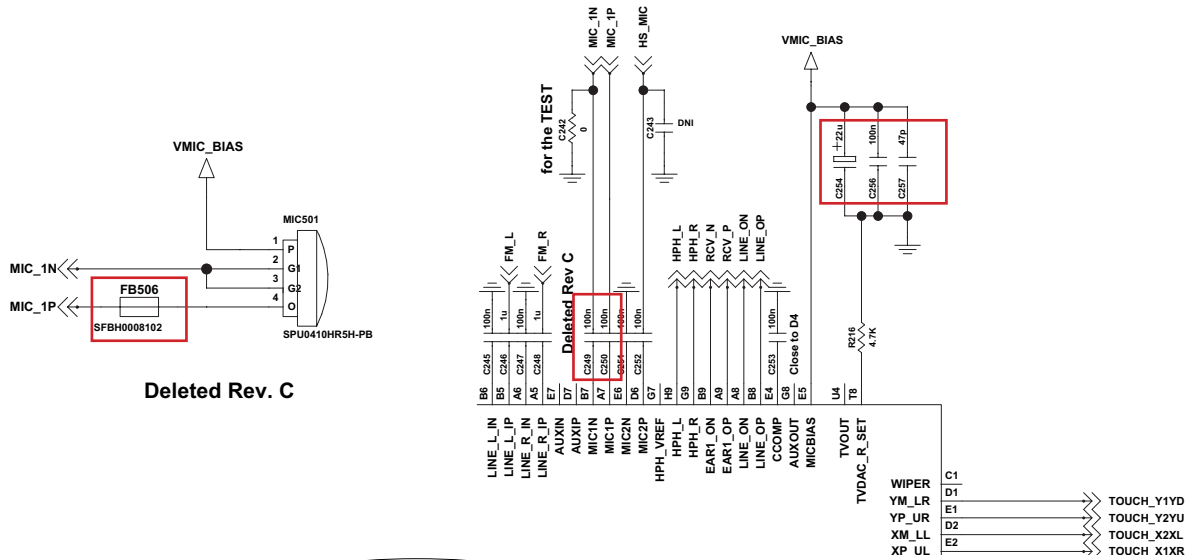 VMIC_BIAS
MIC501
1
P
2
G1
3
G2
4
O
MIC_1N
MIC_1P
FB506
SFBH0008102
SPU0410HR5H-PB
Deleted Rev. C
MIC_1N
MIC_1P
HS_MIC
for the TEST
C242
0
C243
DNI
VMIC_BIAS
+
22u
100n
47p
C254
C256
C257
FM_L
FM_R
Deleted Rev C
HPH_L
HPH_R
RCV_N
RCV_P
LINE_ON
LINE_OP
100n
1u
100n
1u
100n
100n
100n
100n
100n
C245
C246
C247
C248
C249
C250
C251
C252
C253
Close to D4
R216
4.7K
B6
B5
A6
A5
E7
D7
B7
A7
E6
D6
G7
H9
G9
B9
A9
A8
B8
E4
G8
E5
U4
T8
LINE_L_IN
LINE_L_IP
LINE_R_IN
LINE_R_IP
AUXIN
AUXIP
MIC1N
MIC1P
MIC2N
MIC2P
HPH_VREF
HPH_L
HPH_R
EAR1_ON
EAR1_OP
LINE_ON
LINE_OP
CCOMP
AUXOUT
MICBIAS
TVOUT
TVDAC_R_SET
WIPER C1
YM_LR D1 TOUCH_Y1YD
YP_UR E1 TOUCH_Y2YU
XM_LL D2 TOUCH_X2XL
XP_UL E2 TOUCH_X1XR